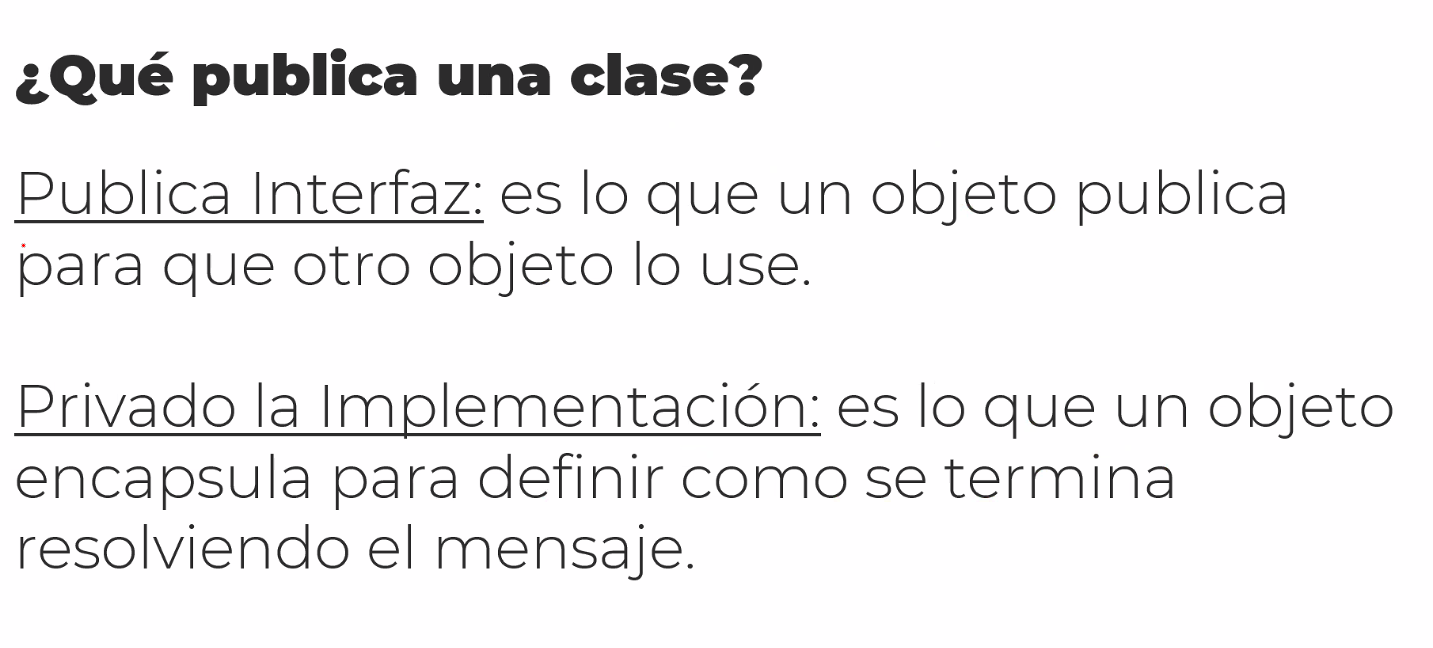 ¿Qué publica una clase?
Publica Interfaz: es lo que un objeto publica
para que otro objeto lo use.
Privado la Implementación: es lo que un objeto
encapsula para definir como se termina
resolviendo el mensaje.